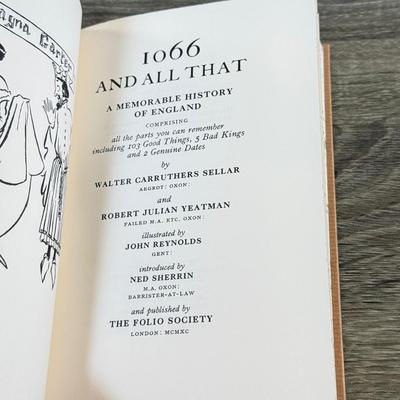 agna Carte
1066
AND ALL THAT
A MEMORABLE HISTORY
OF ENGLAND
COMPRISING
all the parts you can remember
including 103 Good Things, 5 Bad Kings
and 2 Genuine Dates
by
WALTER CARRUTHERS SELLAR
AEGROT: OXON:
and
ROBERT JULIAN YEATMAN
FAILED M.A. ETC. OXON:
illustrated by
JOHN REYNOLDS
GENT:
introduced by
NED SHERRIN
M.A. OXON:
BARRISTER-AT-LAW
and published by
THE FOLIO SOCIETY
LONDON: MCMXC